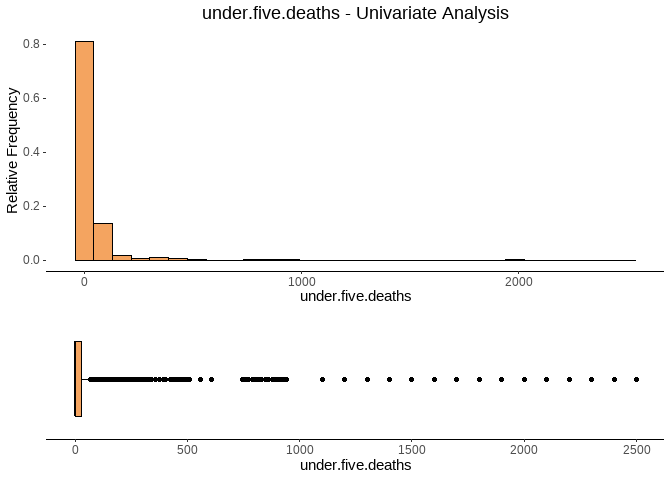 under.five.deaths - Univariate Analysis
Relative Frequency
0.8
0.6
0.4
0.2
0.0
0 1000 2000
under.five.deaths
0 500 1000 1500 2000 2500
under.five.deaths